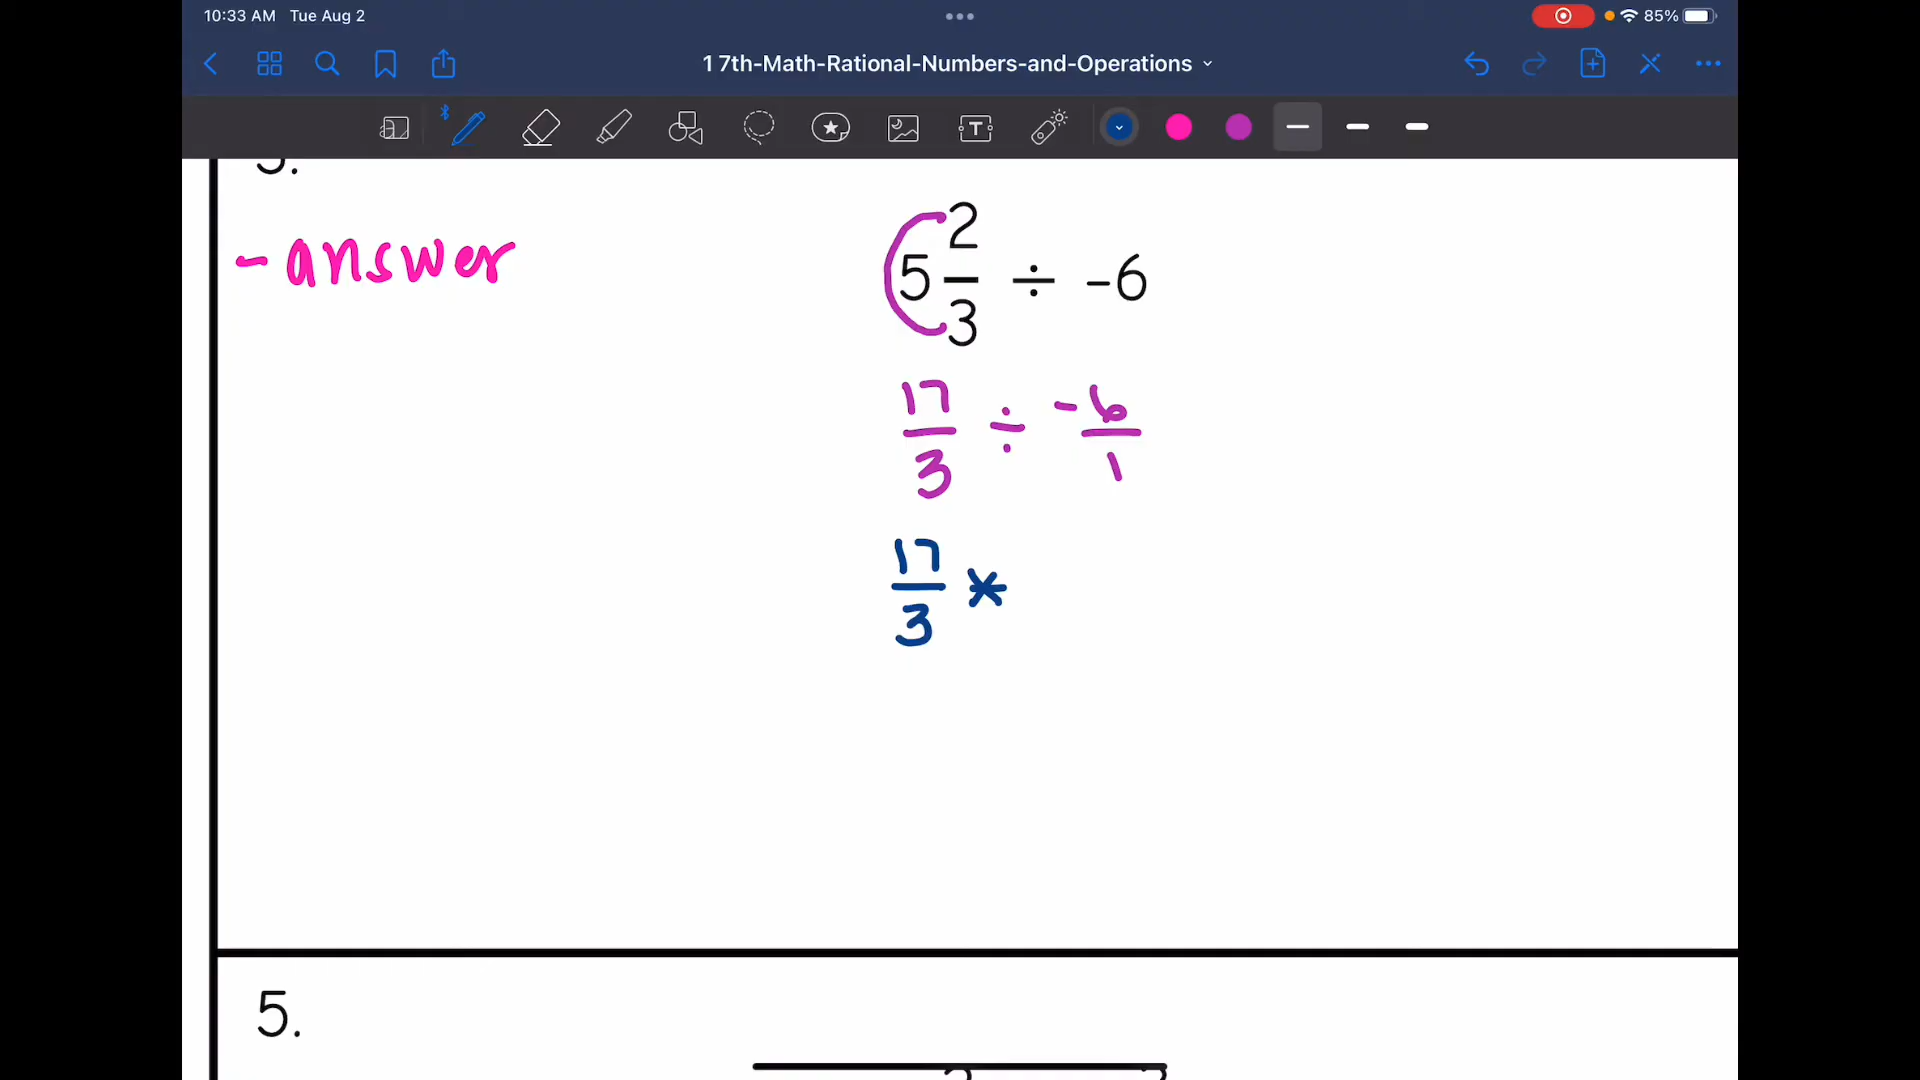 10:33 AM Tue Aug 2
85%
1 7th-Math-Rational-Numbers-and-Operations
- answer
5 2/3 ÷ -6
17/3 ÷ -6/1
17/3 *
5.